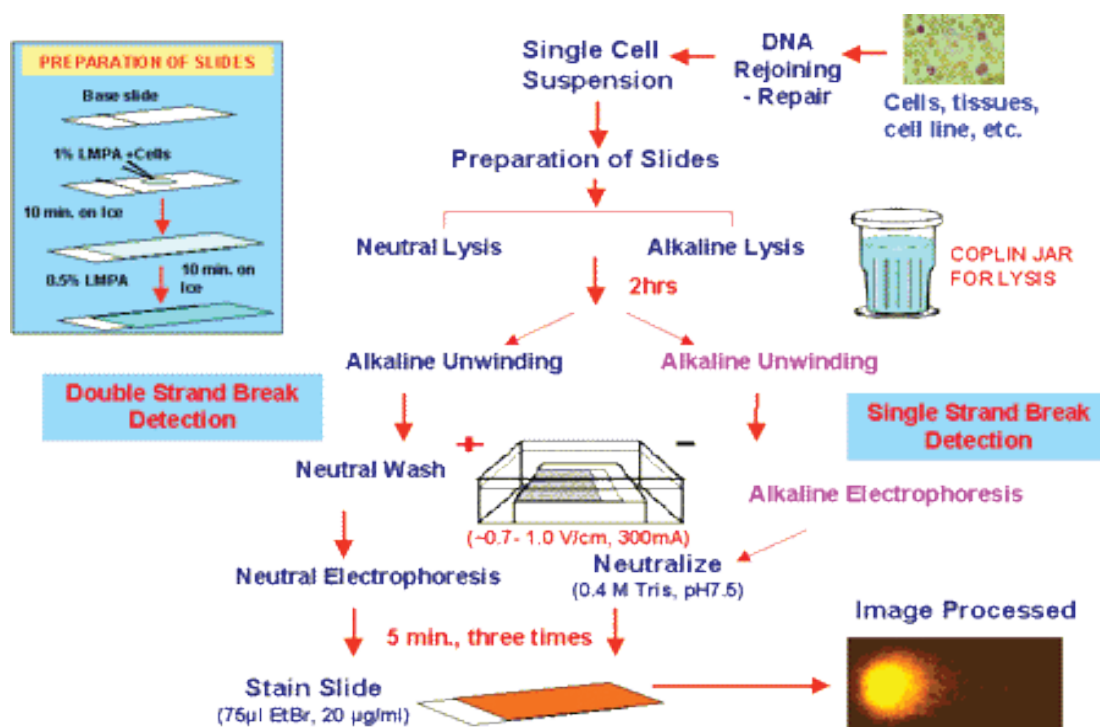 PREPARATION OF SLIDES
Base slide
1% LMPA +Cells
10 min. on Ice
0.5% LMPA
10 min. on
Ice
Single Cell
Suspension
DNA
Rejoining
- Repair
Cells, tissues,
cell line, etc.
Preparation of Slides
Neutral Lysis
Alkaline Lysis
2hrs
COPLIN JAR
FOR LYSIS
Alkaline Unwinding
Alkaline Unwinding
Double Strand Break
Detection
Single Strand Break
Detection
+
-
Neutral Wash
Alkaline Electrophoresis
(~0.7- 1.0 V/cm, 300mA)
Neutral Electrophoresis
Neutralize
(0.4 M Tris, pH7.5)
5 min., three times
Image Processed
Stain Slide
(75µl EtBr, 20 µg/ml)